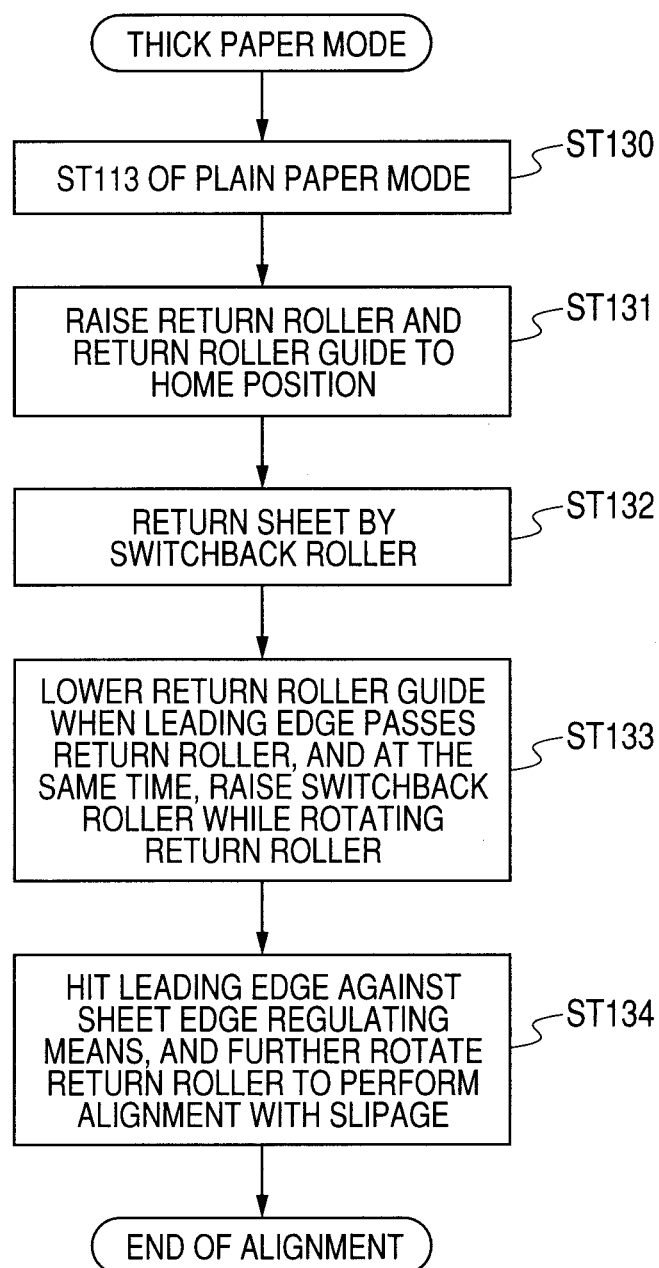 THICK PAPER MODE
ST113 OF PLAIN PAPER MODE
ST130
RAISE RETURN ROLLER AND
RETURN ROLLER GUIDE TO
HOME POSITION
ST131
RETURN SHEET BY
SWITCHBACK ROLLER
ST132
LOWER RETURN ROLLER GUIDE
WHEN LEADING EDGE PASSES
RETURN ROLLER, AND AT THE
SAME TIME, RAISE SWITCHBACK
ROLLER WHILE ROTATING
RETURN ROLLER
ST133
HIT LEADING EDGE AGAINST
SHEET EDGE REGULATING
MEANS, AND FURTHER ROTATE
RETURN ROLLER TO PERFORM
ALIGNMENT WITH SLIPAGE
ST134
END OF ALIGNMENT